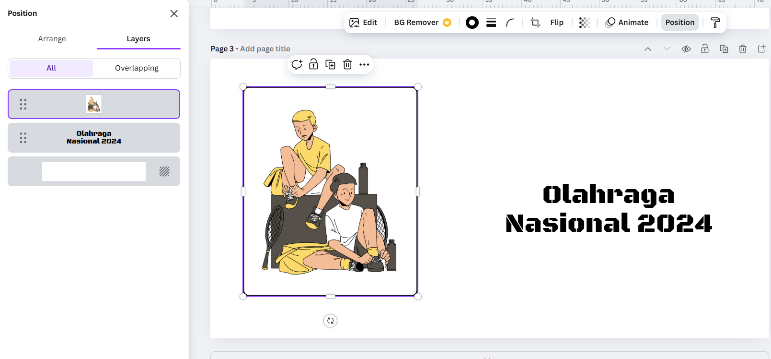 Position
Arrange
Layers
All
Overlapping
Olahraga
Nasional 2024
Edit
BG Remover
Flip
Animate
Position
Page 3 - Add page title
Olahraga
Nasional 2024